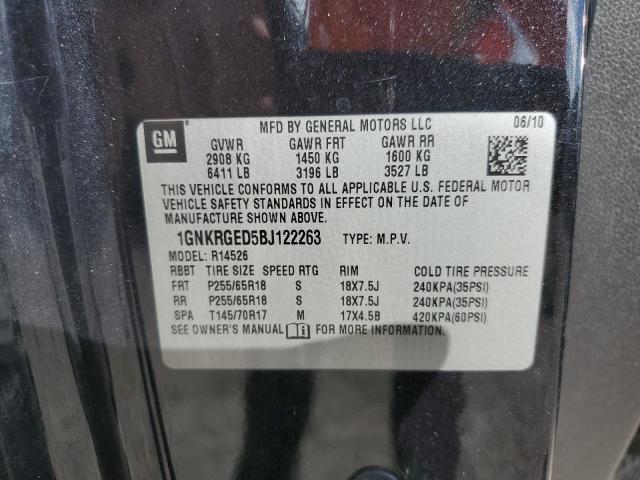 GM
MFD BY GENERAL MOTORS LLC 06/10
GVWR GAWR FRT GAWR RR
2908 KG 1450 KG 1600 KG
6411 LB 3196 LB 3527 LB
THIS VEHICLE CONFORMS TO ALL APPLICABLE U.S. FEDERAL MOTOR
VEHICLE SAFETY STANDARDS IN EFFECT ON THE DATE OF
MANUFACTURE SHOWN ABOVE.
1GNKRGED5BJ122263 TYPE: M.P.V.
MODEL: R14526
RBBT TIRE SIZE SPEED RTG RIM COLD TIRE PRESSURE
FRT P255/65R18 S 18X7.5J 240KPA(35PSI)
RR P255/65R18 S 18X7.5J 240KPA(35PSI)
SPA T145/70R17 M 17X4.5B 420KPA(60PSI)
SEE OWNER'S MANUAL FOR MORE INFORMATION.